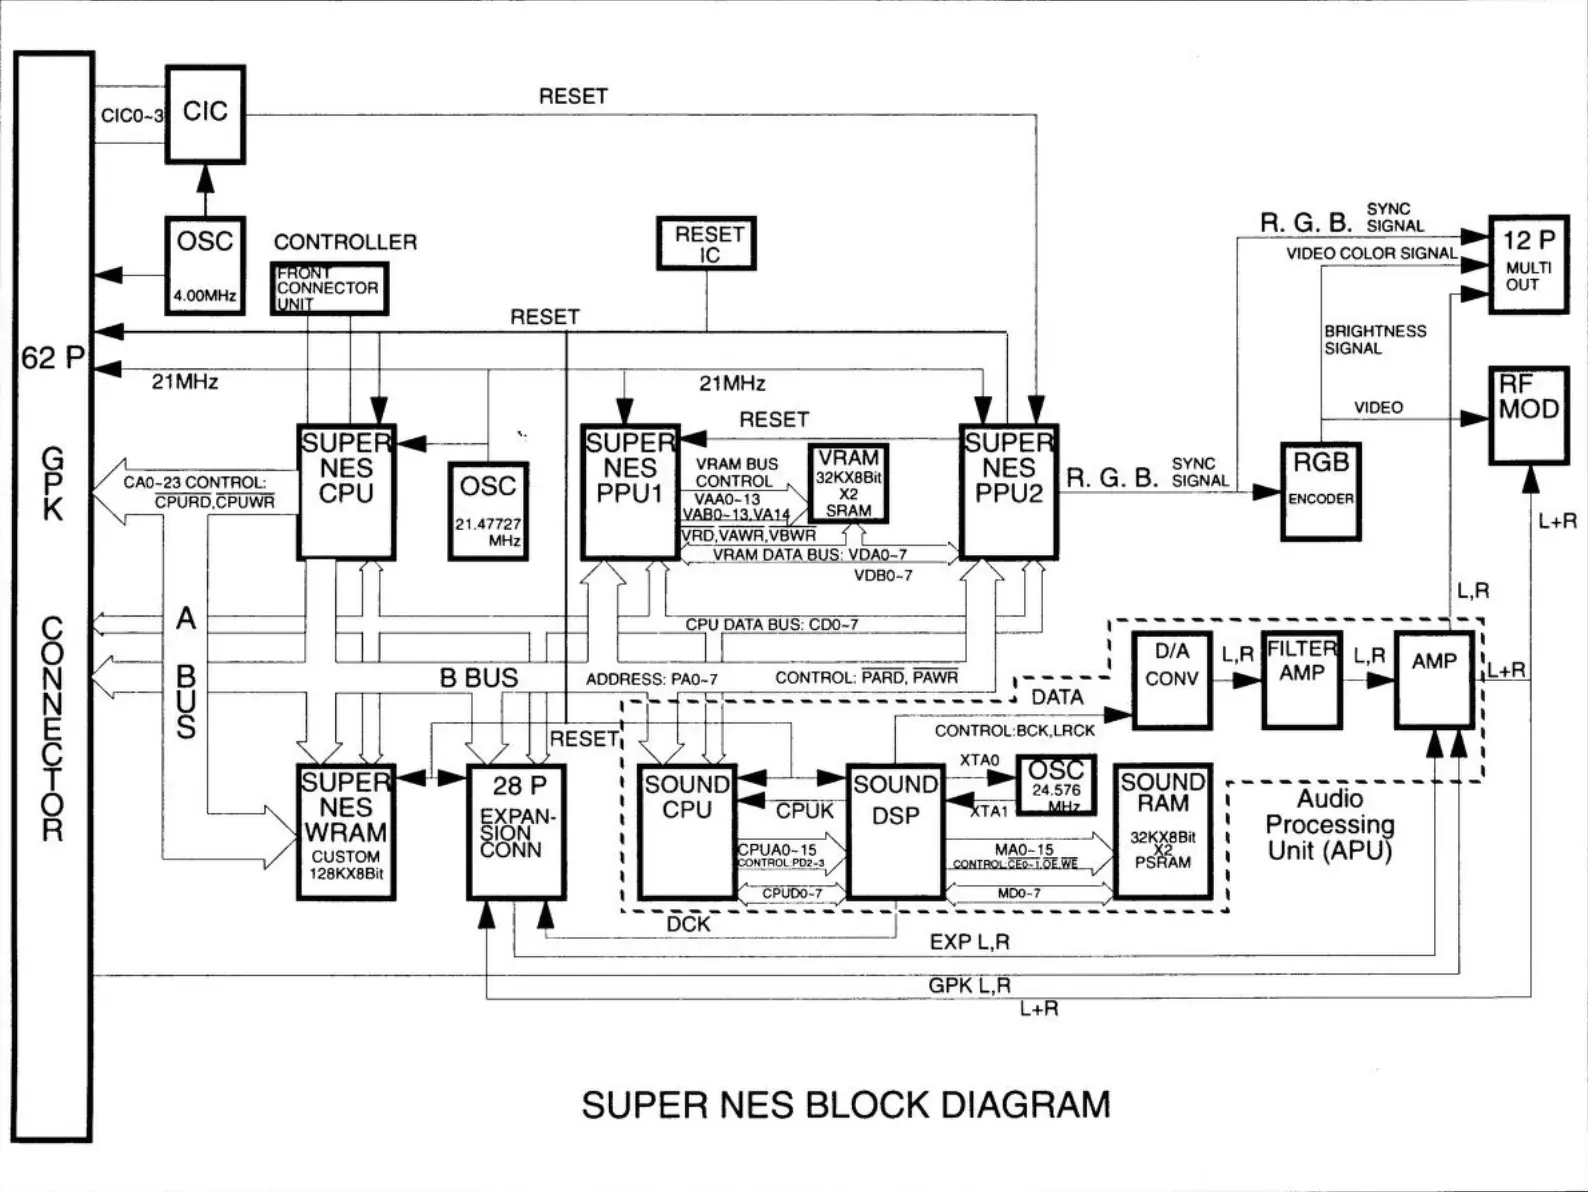 CIC0~3
CIC
RESET
OSC
4.00MHz
CONTROLLER
FRONT
CONNECTOR
UNIT
RESET
IC
R. G. B. SYNC
SIGNAL
VIDEO COLOR SIGNAL
12 P
MULTI
OUT
RESET
62 P
GPK
CONNECTOR
21MHz
21MHz
BRIGHTNESS
SIGNAL
VIDEO
RF
MOD
RESET
SUPER
NES
CPU
CA0~23 CONTROL:
CPURD,CPUWR
OSC
21.47727
MHz
SUPER
NES
PPU1
VRAM BUS
CONTROL
VAA0~13
VAB0~13,VA14
VRD,VAWR,VBWR
VRAM
32KX8Bit
X2
SRAM
VRAM DATA BUS: VDA0~7
VDB0~7
SUPER
NES
PPU2
R. G. B. SYNC
SIGNAL
RGB
ENCODER
L+R
L,R
A
BUS
CPU DATA BUS: CD0~7
B BUS
ADDRESS: PA0~7
CONTROL: PARD, PAWR
D/A
CONV
L,R
FILTER
AMP
L,R
AMP
L+R
DATA
CONTROL:BCK,LRCK
RESET
SUPER
NES
WRAM
CUSTOM
128KX8Bit
28 P
EXPAN-
SION
CONN
SOUND
CPU
CPUK
CPUA0~15
CONTROL:PD2~3
CPUD0~7
SOUND
DSP
XTA0
XTA1
OSC
24.576
MHz
MA0~15
CONTROL:CE0~1,OE,WE
MD0~7
SOUND
RAM
32KX8Bit
X2
PSRAM
Audio
Processing
Unit (APU)
DCK
EXP L,R
GPK L,R
L+R
SUPER NES BLOCK DIAGRAM